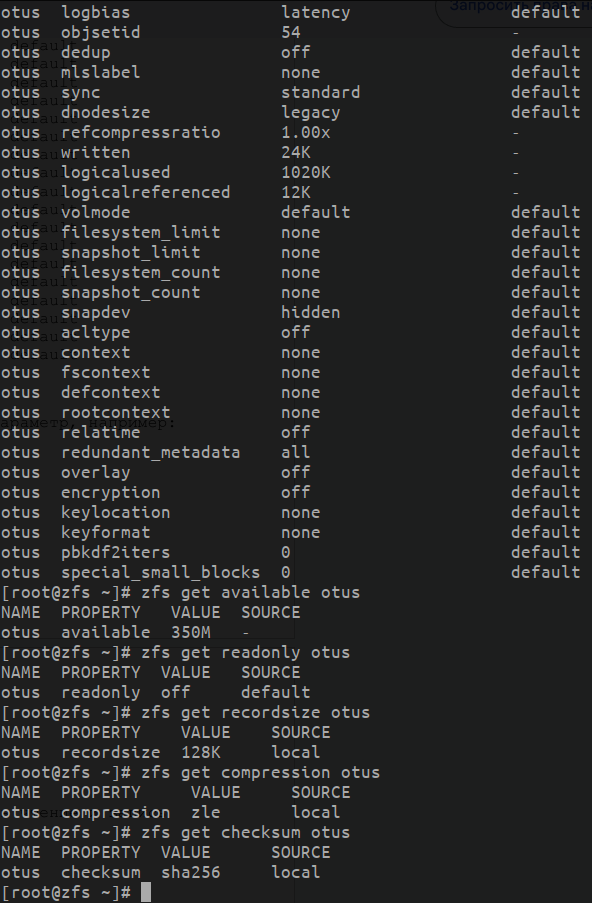 Запросить
otus logbias latency default
otus objsetid 54 -
otus dedup off default
otus mlslabel none default
otus sync standard default
otus dnodesize legacy default
otus refcompressratio 1.00x -
otus written 24K -
otus logicalused 1020K -
otus logicalreferenced 12K -
otus volmode default default
otus filesystem_limit none default
otus snapshot_limit none default
otus filesystem_count none default
otus snapshot_count none default
otus snapdev hidden default
otus acltype off default
otus context none default
otus fscontext none default
otus defcontext none default
otus rootcontext none default
например:
otus relatime off default
otus redundant_metadata all default
otus overlay off default
otus encryption off default
otus keylocation none default
otus keyformat none default
otus pbkdf2iters 0 default
otus special_small_blocks 0 default
[root@zfs ~]# zfs get available otus
NAME PROPERTY VALUE SOURCE
otus available 350M -
[root@zfs ~]# zfs get readonly otus
NAME PROPERTY VALUE SOURCE
otus readonly off default
[root@zfs ~]# zfs get recordsize otus
NAME PROPERTY VALUE SOURCE
otus recordsize 128K local
[root@zfs ~]# zfs get compression otus
NAME PROPERTY VALUE SOURCE
otus compression zle local
[root@zfs ~]# zfs get checksum otus
NAME PROPERTY VALUE SOURCE
otus checksum sha256 local
[root@zfs ~]#